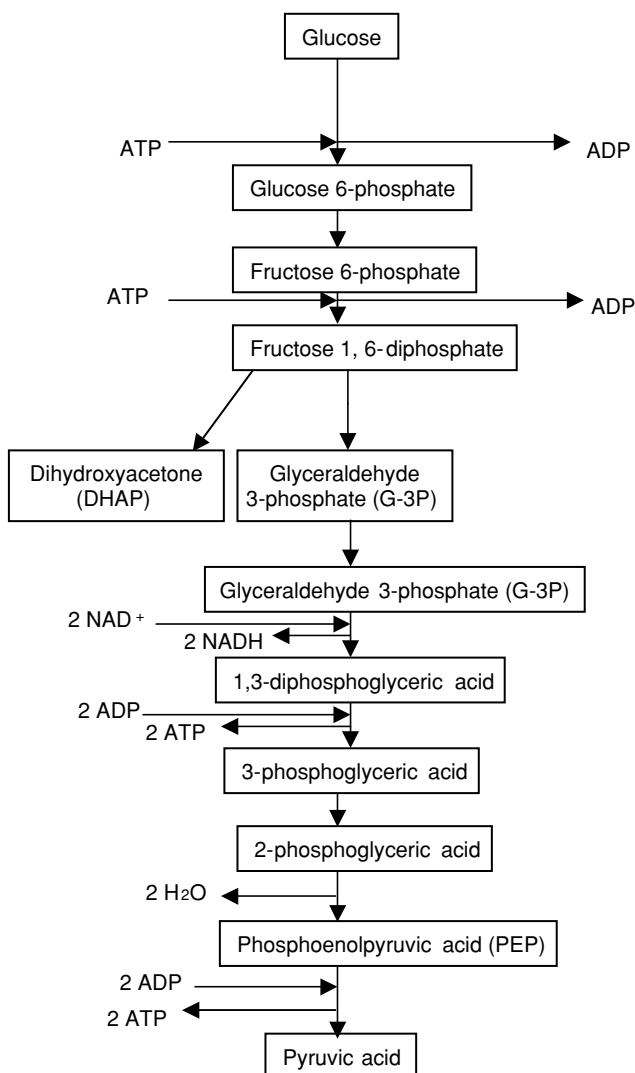 Glucose
ATP
ADP
Glucose 6-phosphate
Fructose 6-phosphate
ATP
ADP
Fructose 1, 6-diphosphate
Dihydroxyacetone
(DHAP)
Glyceraldehyde
3-phosphate (G-3P)
Glyceraldehyde 3-phosphate (G-3P)
2 NAD+
2 NADH
1,3-diphosphoglyceric acid
2 ADP
2 ATP
3-phosphoglyceric acid
2-phosphoglyceric acid
2 H2O
Phosphoenolpyruvic acid (PEP)
2 ADP
2 ATP
Pyruvic acid